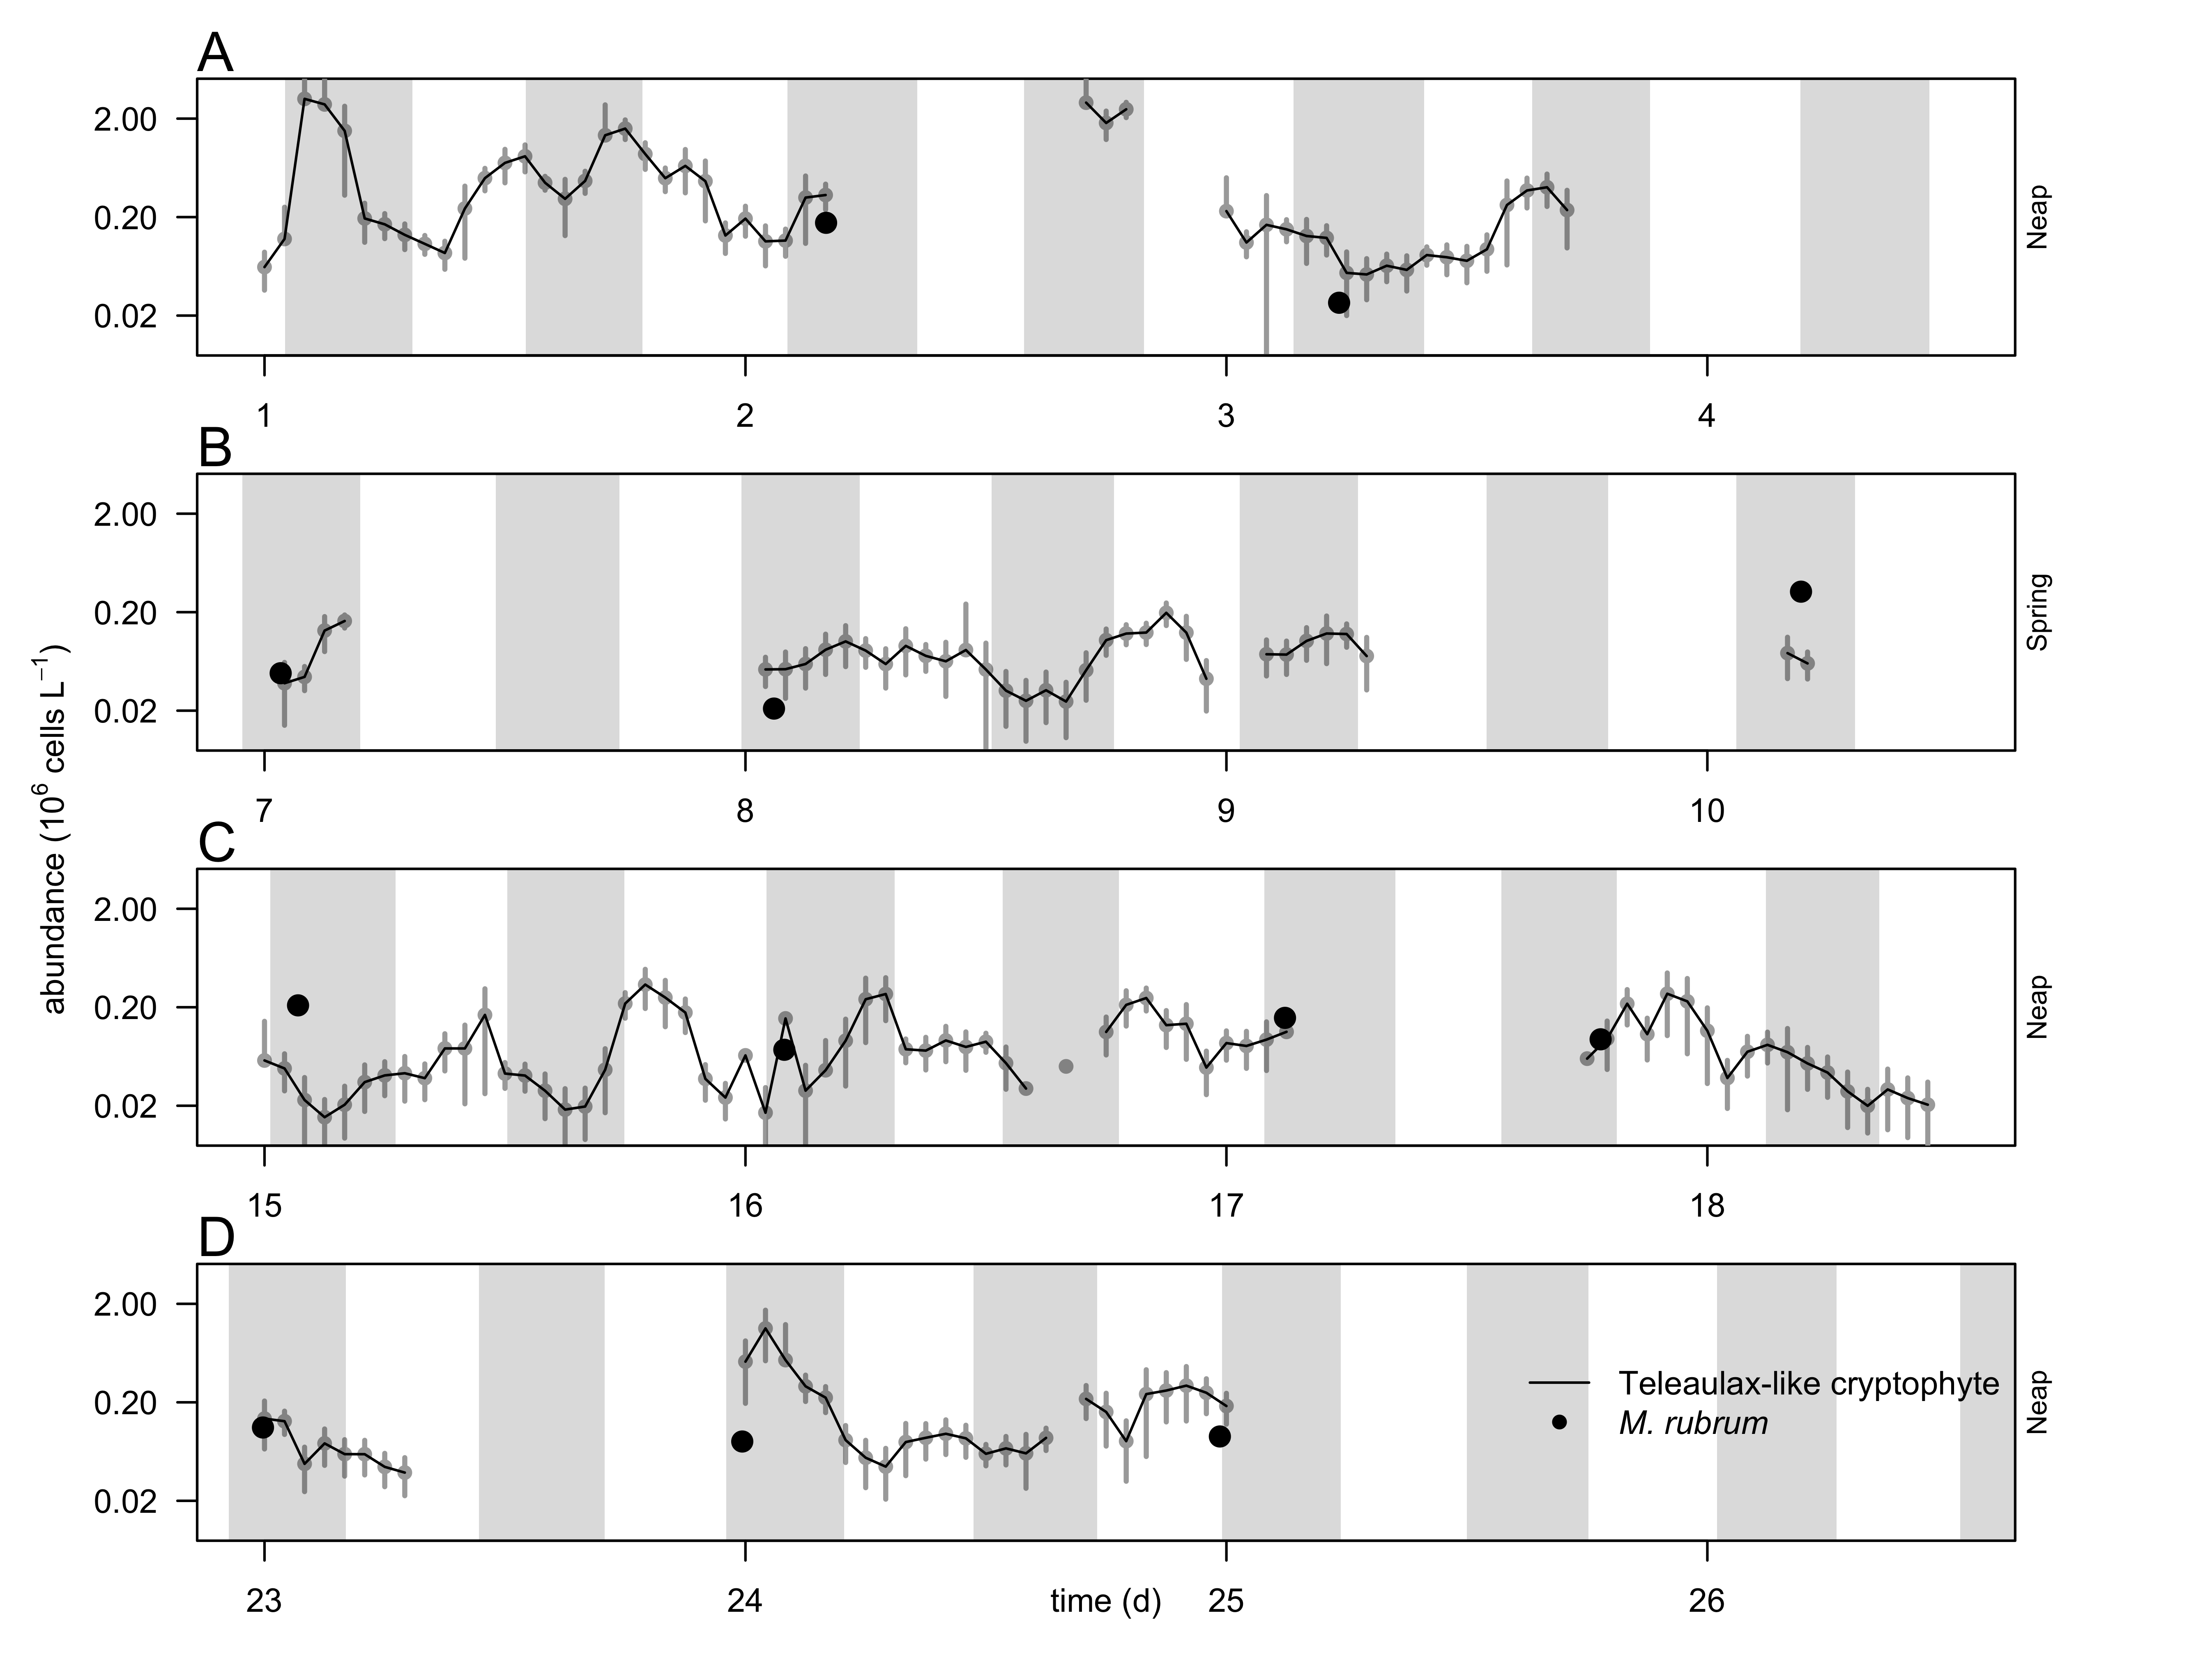 A
2.00
0.20
0.02
Neap
1 2 3 4
B
2.00
0.20
0.02
Spring
7 8 9 10
C
2.00
0.20
0.02
Neap
15 16 17 18
D
2.00
0.20
0.02
Neap
Teleaulax-like cryptophyte
M. rubrum
23 24 25 26
time (d)
abundance (10⁶ cells L⁻¹)